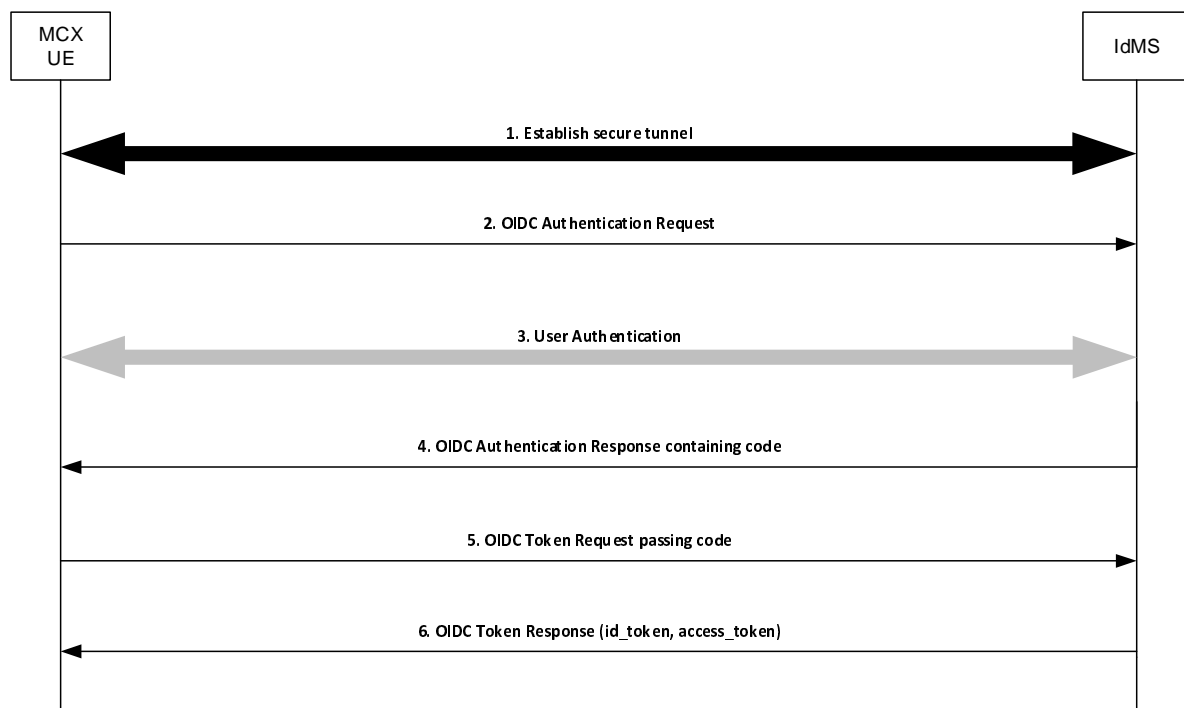 MCX
UE
IdMS
1. Establish secure tunnel
2. OIDC Authentication Request
3. User Authentication
4. OIDC Authentication Response containing code
5. OIDC Token Request passing code
6. OIDC Token Response (id_token, access_token)